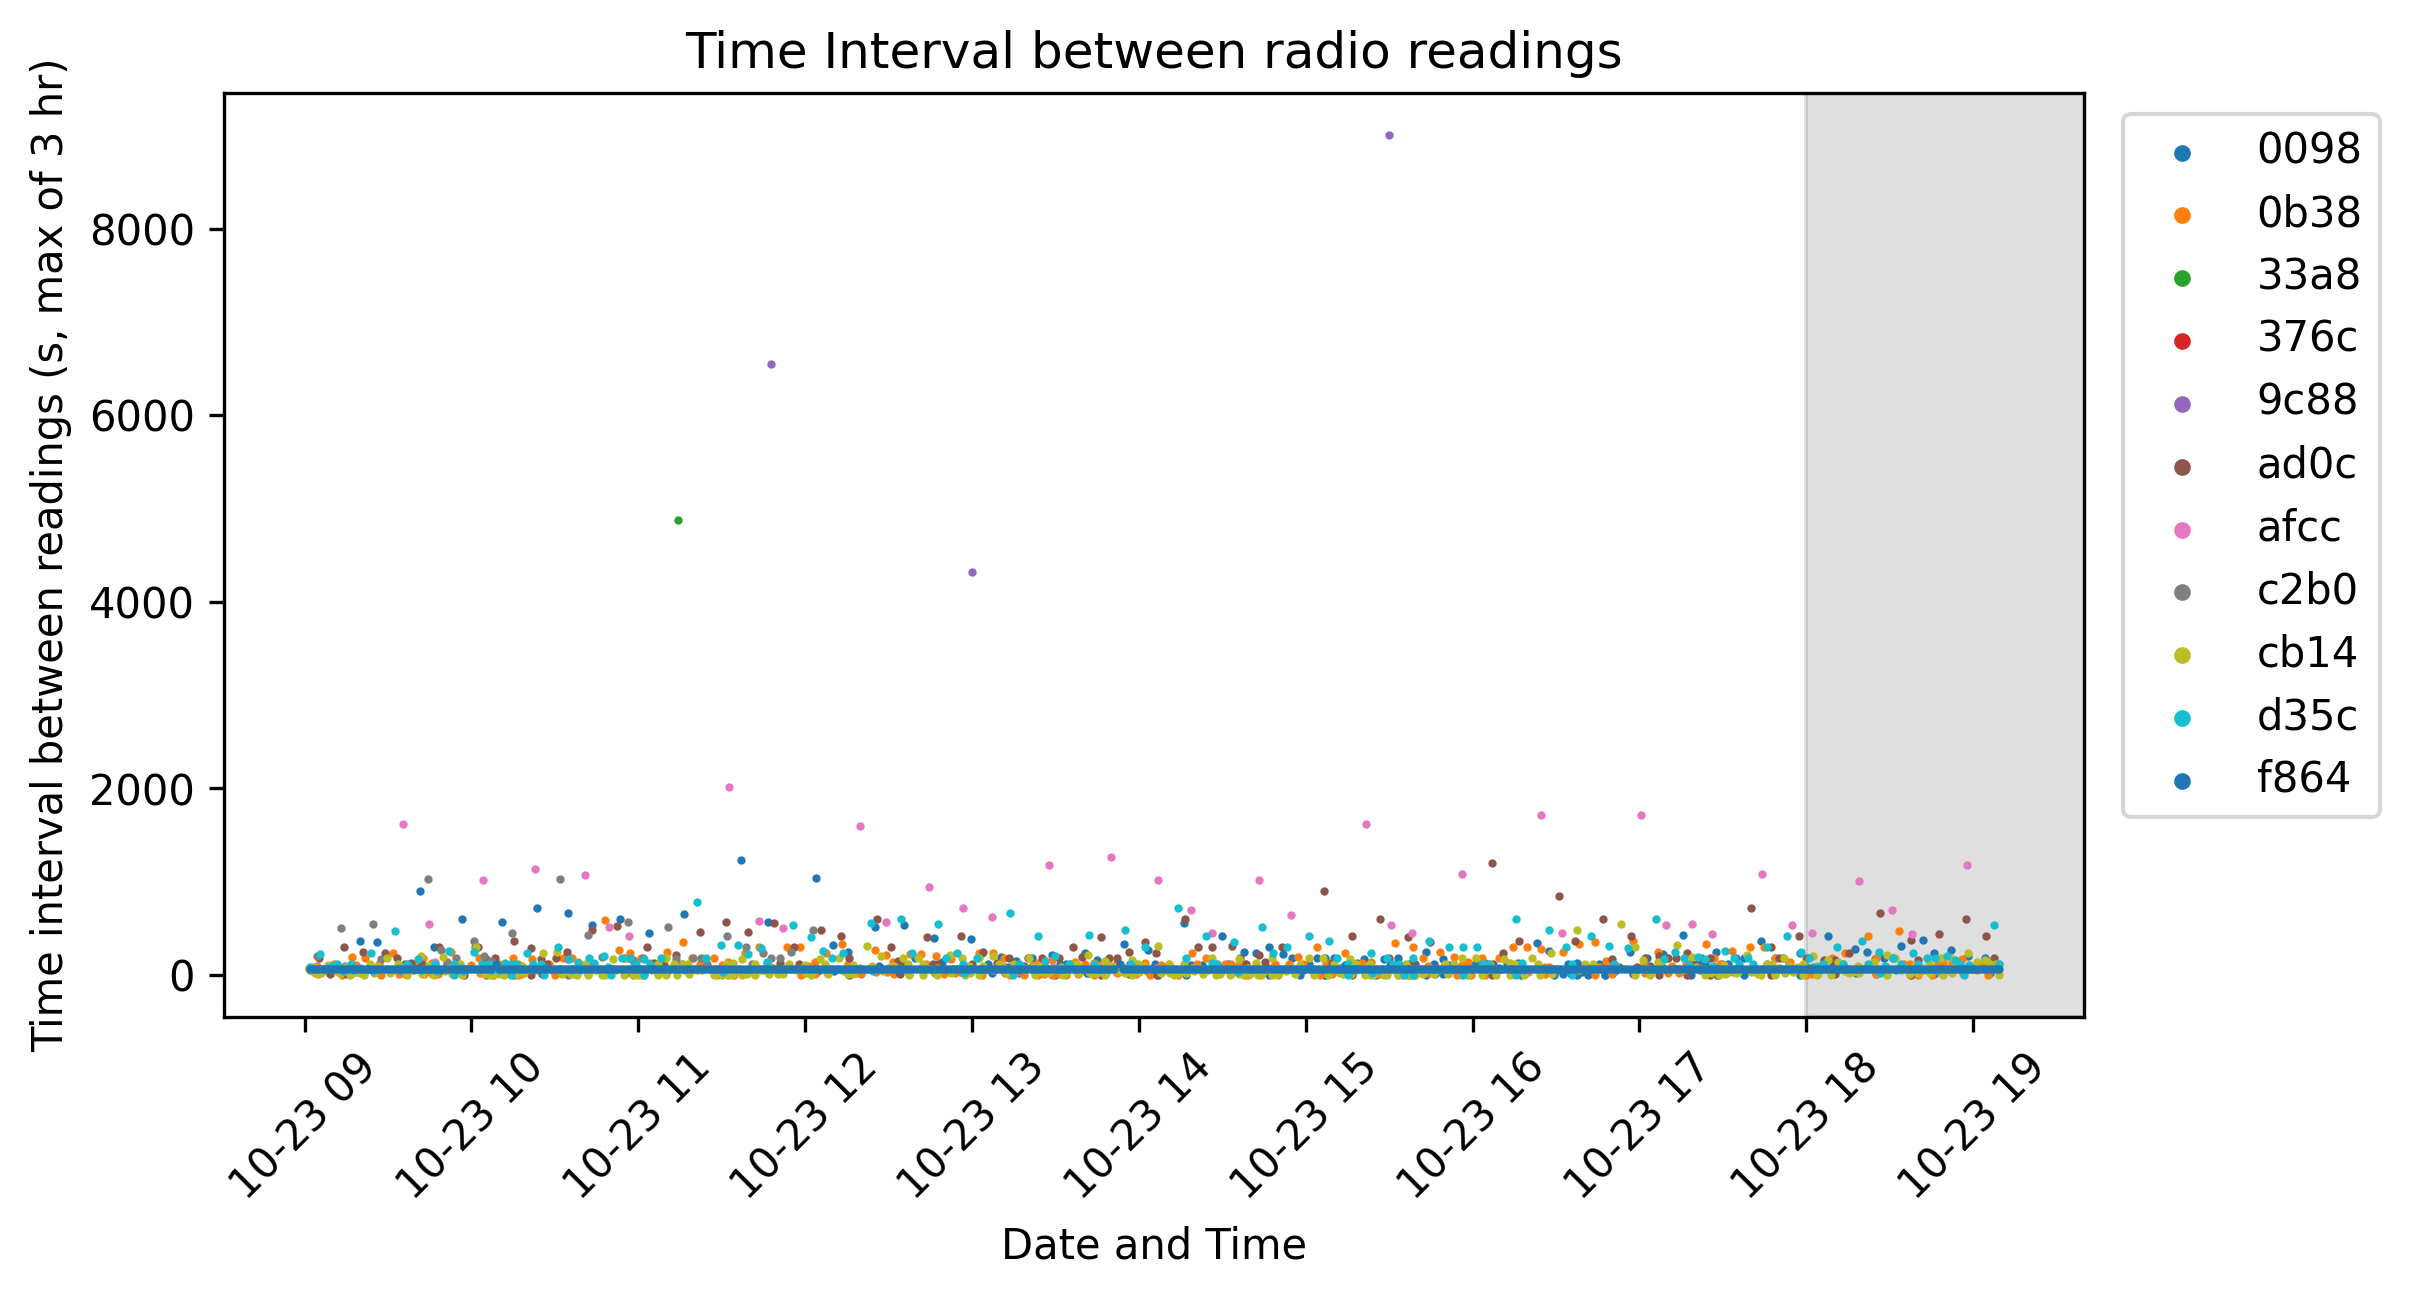 Time Interval between radio readings
Time interval between readings (s, max of 3 hr)
8000
6000
4000
2000
0
10-23 09
10-23 10
10-23 11
10-23 12
10-23 13
10-23 14
10-23 15
10-23 16
10-23 17
10-23 18
10-23 19
Date and Time
0098
0b38
33a8
376c
9c88
ad0c
afcc
c2b0
cb14
d35c
f864